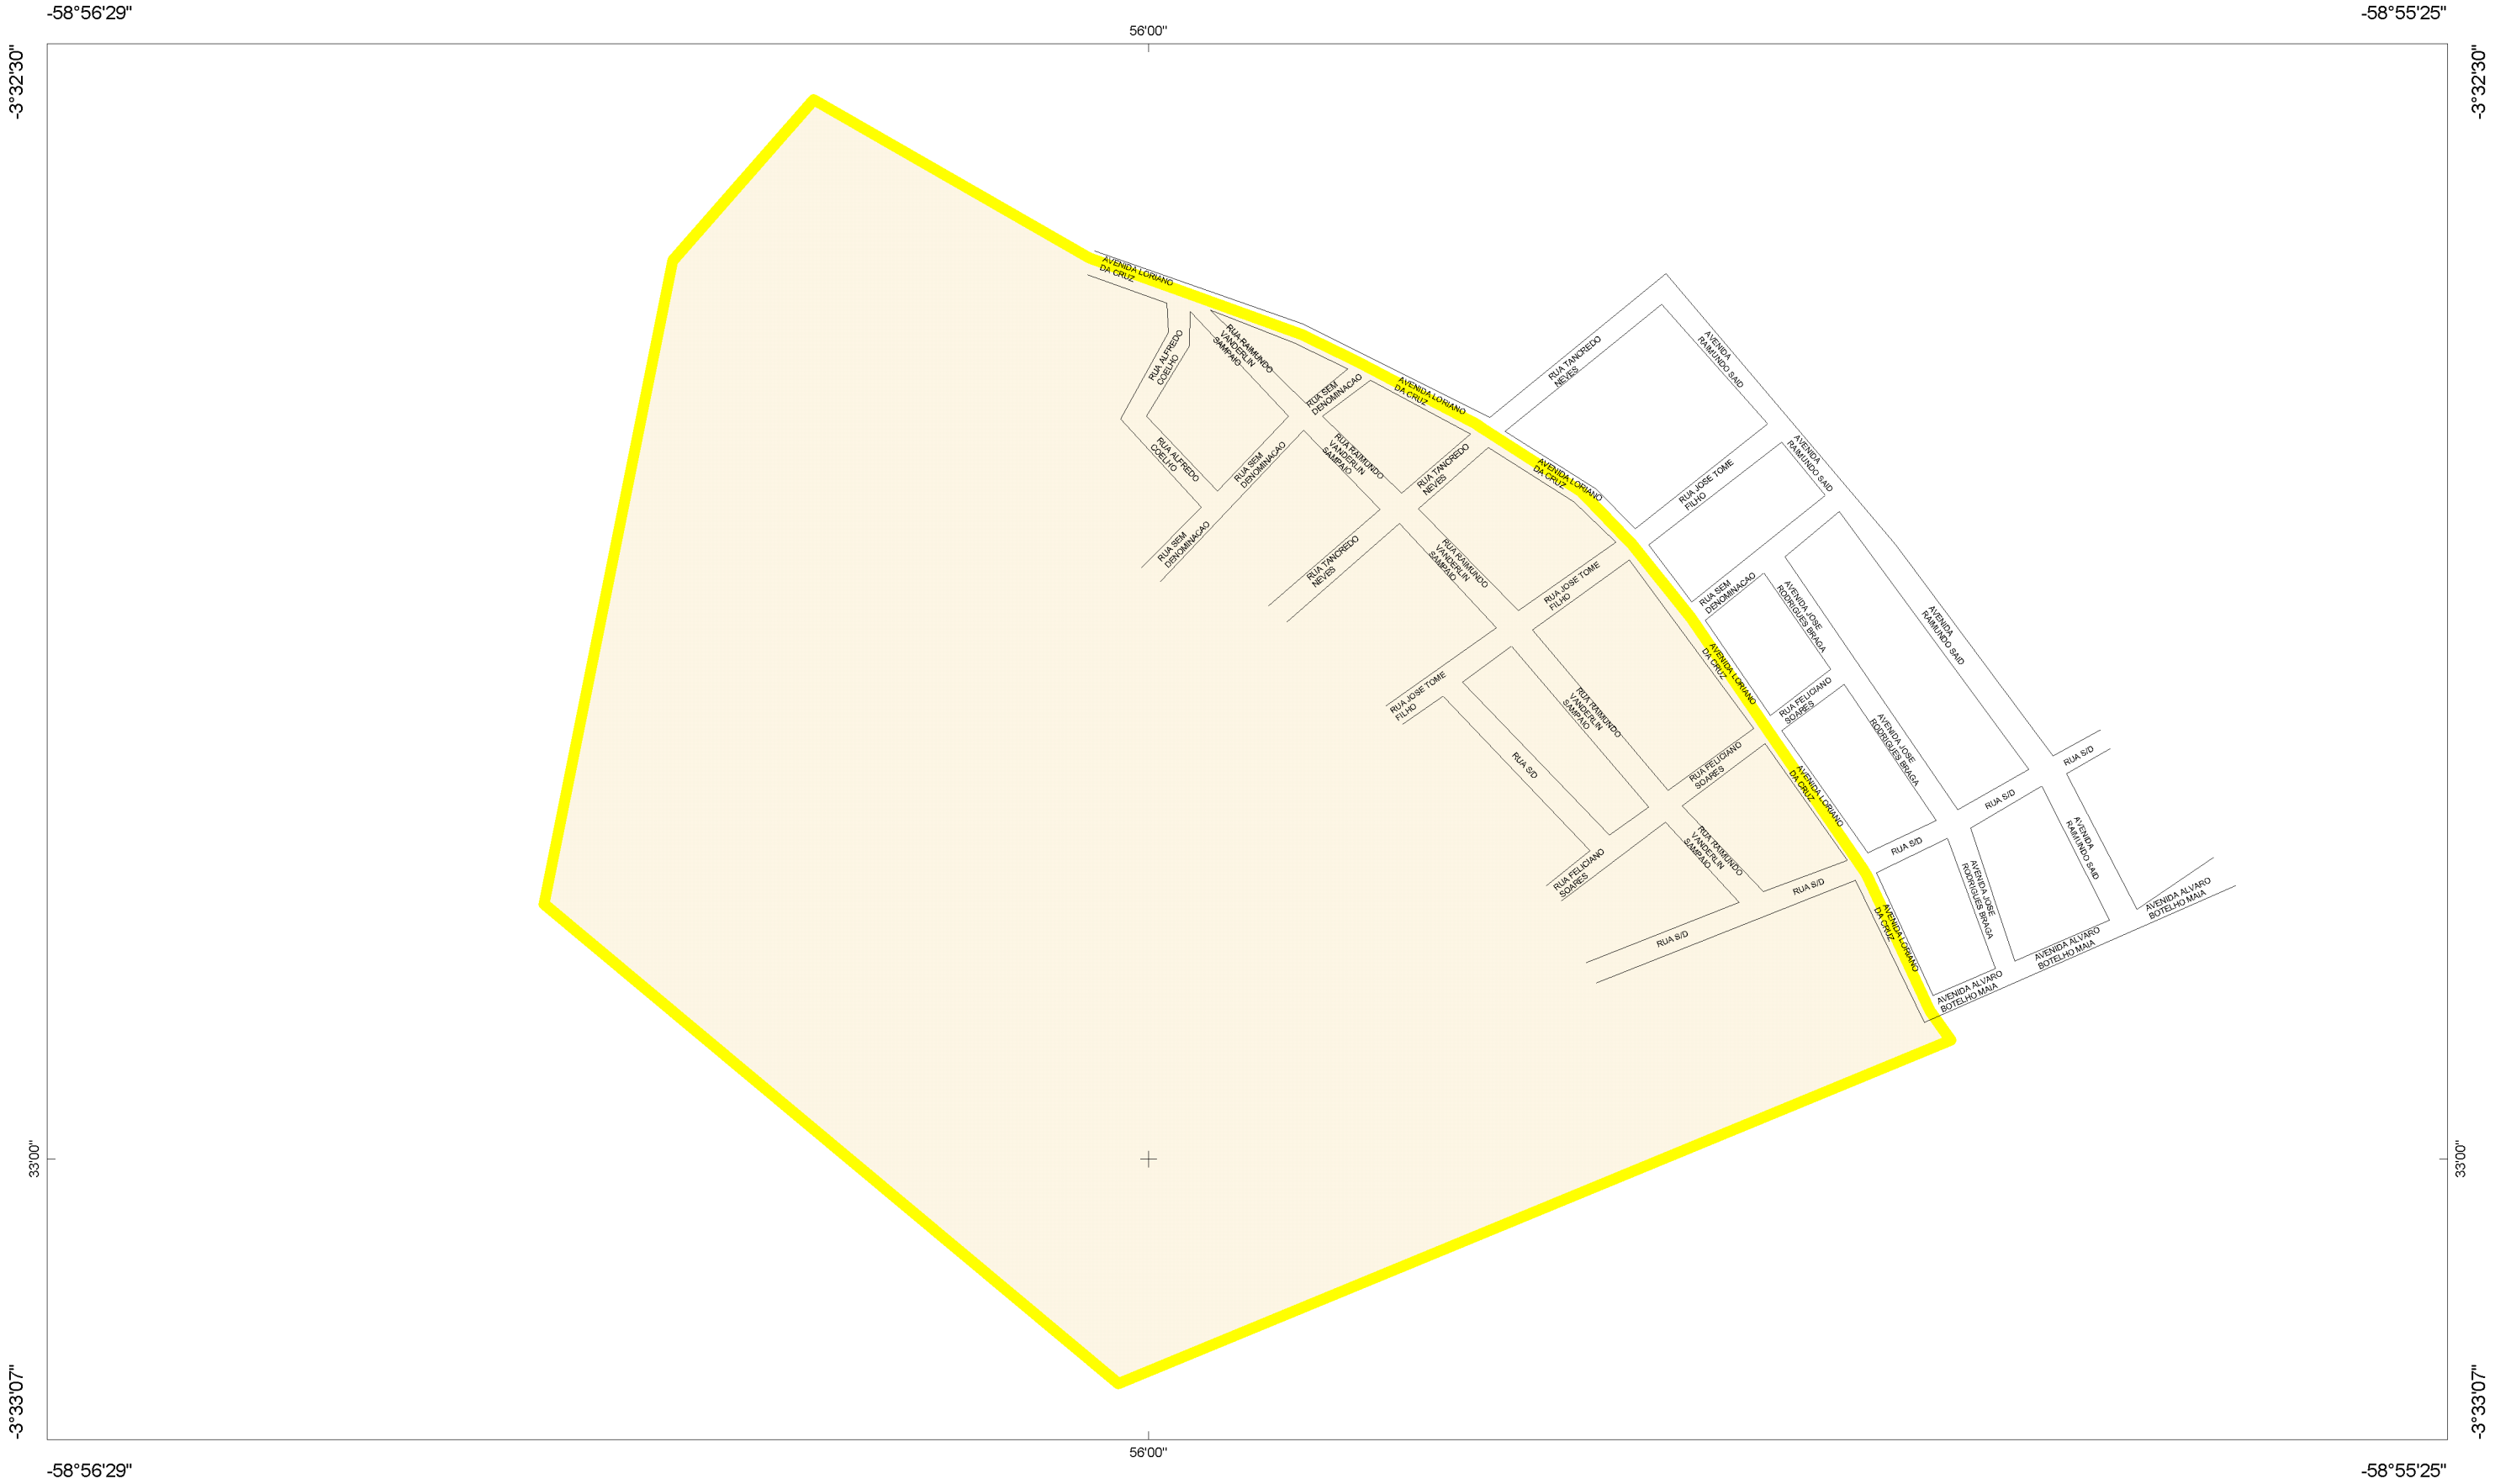 -58°56'29"
-58°55'25"
56'00"
-3°32'30"
-3°32'30"
AVENIDA LORIANO
DA CRUZ
RUA RAIMUNDO
VANDERLIN
SAMPAIO
RUA ALFREDO
COELHO
RUA TANCREDO
NEVES
AVENIDA
RAIMUNDO SAID
RUA SEM
DENOMINACAO
AVENIDA LORIANO
DA CRUZ
RUA ALFREDO
COELHO
RUA SEM
DENOMINACAO
RUA RAIMUNDO
VANDERLIN
SAMPAIO
RUA TANCREDO
NEVES
AVENIDA LORIANO
DA CRUZ
RUA JOSE TOME
FILHO
AVENIDA
RAIMUNDO SAID
RUA SEM
DENOMINACAO
RUA TANCREDO
NEVES
RUA RAIMUNDO
VANDERLIN
SAMPAIO
RUA JOSE TOME
FILHO
RUA SEM
DENOMINACAO
AVENIDA JOSE
RODRIGUES BRAGA
AVENIDA
RAIMUNDO SAID
RUA JOSE TOME
FILHO
RUA RAIMUNDO
VANDERLIN
SAMPAIO
AVENIDA LORIANO
DA CRUZ
RUA FELICIANO
SOARES
AVENIDA JOSE
RODRIGUES BRAGA
RUA S/D
RUA S/D
RUA FELICIANO
SOARES
AVENIDA LORIANO
DA CRUZ
RUA S/D
RUA FELICIANO
SOARES
RUA RAIMUNDO
VANDERLIN
SAMPAIO
RUA S/D
RUA S/D
AVENIDA JOSE
RODRIGUES BRAGA
AVENIDA
RAIMUNDO SAID
AVENIDA ALVARO
BOTELHO MAIA
RUA S/D
AVENIDA LORIANO
DA CRUZ
AVENIDA ALVARO
BOTELHO MAIA
AVENIDA ALVARO
BOTELHO MAIA
33'00"
33'00"
-3°33'07"
-3°33'07"
56'00"
-58°56'29"
-58°55'25"